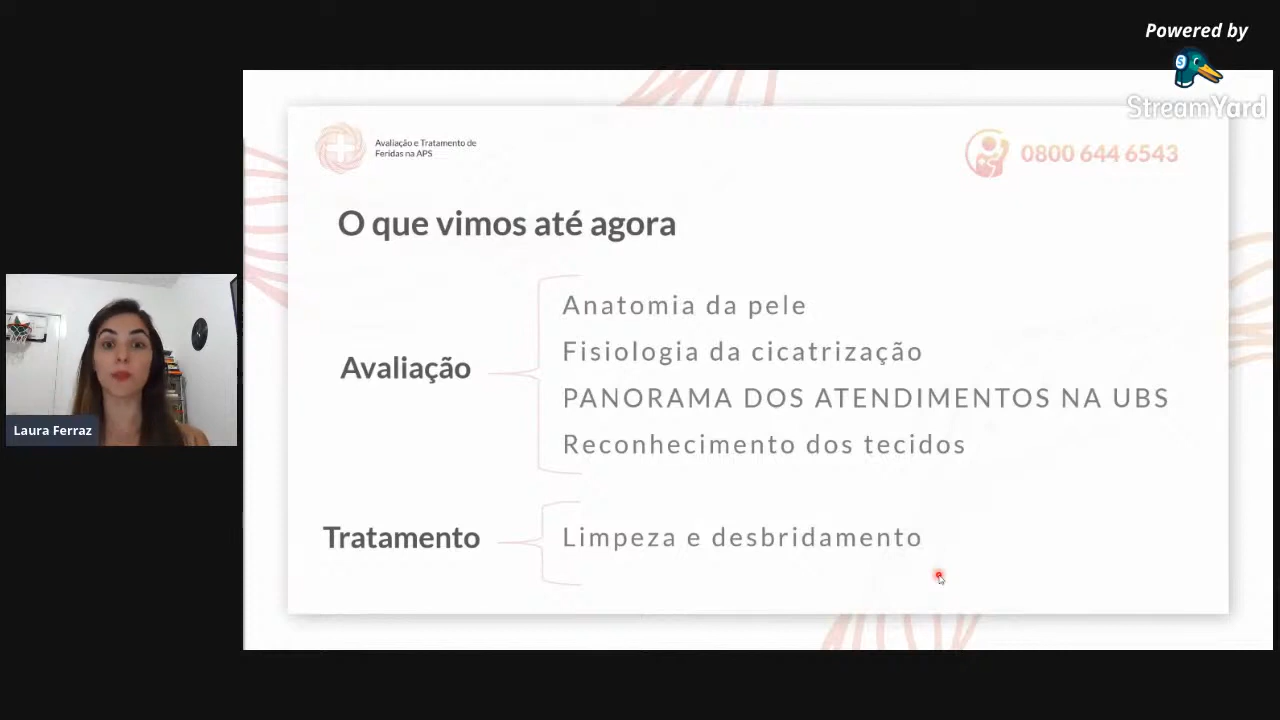 Powered by
StreamYard
Avaliação e Tratamento de
Feridas na APS
0800 644 6543
O que vimos até agora
Avaliação
Anatomia da pele
Fisiologia da cicatrização
PANORAMA DOS ATENDIMENTOS NA UBS
Reconhecimento dos tecidos
Tratamento
Limpeza e desbridamento
Laura Ferraz